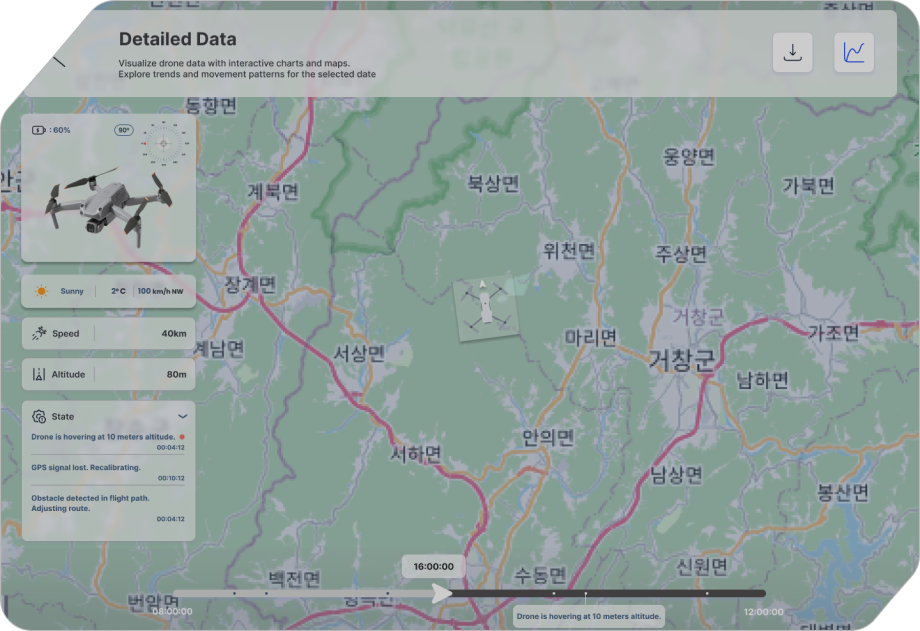 Detailed Data
Visualize drone data with interactive charts and maps.
Explore trends and movement patterns for the selected date
동향면
: 60%
90°
계북면
북상면
웅양면
가북면
위천면
주상면
Sunny
2° C
100 km/h NW
장계면
거창군
Speed
40km
계남면
서상면
마리면
거창군
가조면
Altitude
80m
남하면
State
Drone is hovering at 10 meters altitude.
00:04:12
GPS signal lost. Recalibrating.
00:10:12
Obstacle detected in flight path.
Adjusting route.
00:04:12
안의면
서하면
남상면
봉산면
16:00:00
백전면
수동면
신원면
번암면
08:00:00
12:00:00
Drone is hovering at 10 meters altitude.